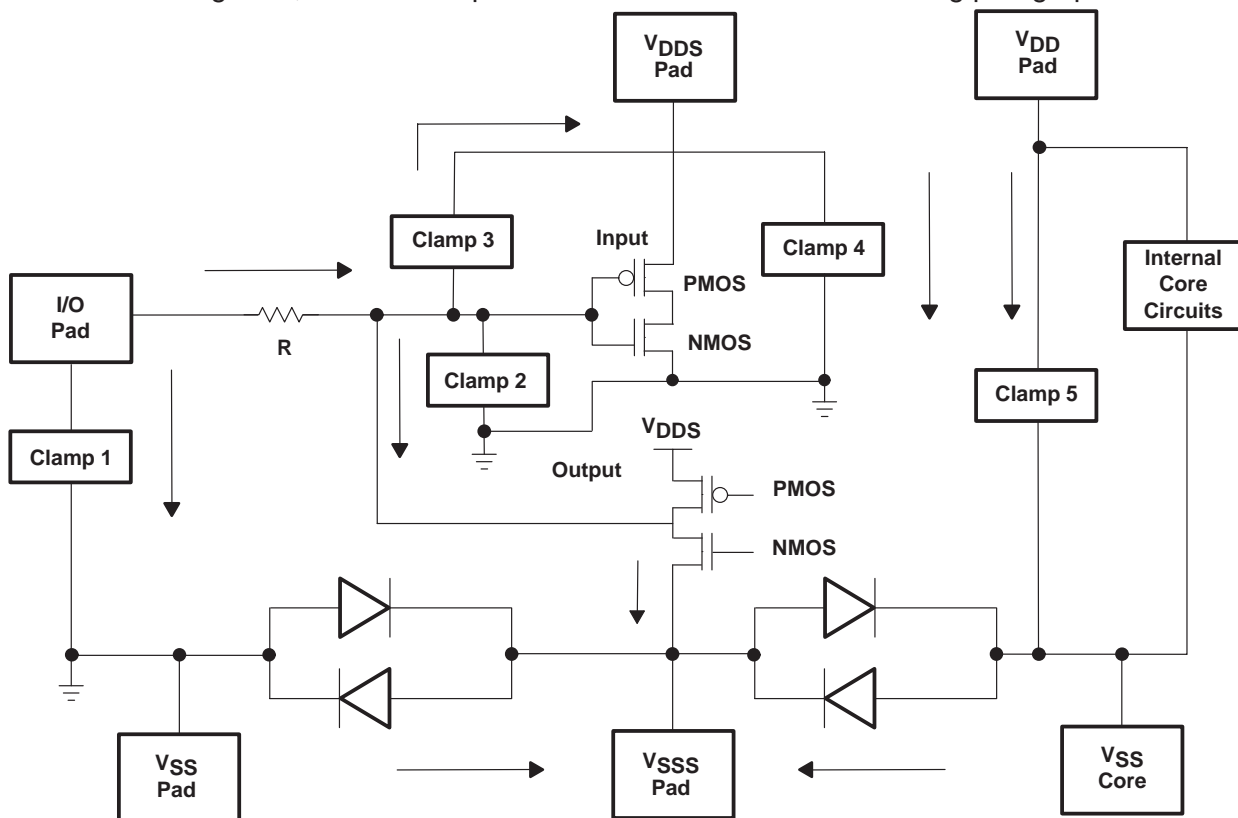 VDDS
Pad
VDD
Pad
Clamp 3
Input
Clamp 4
Internal
Core
Circuits
I/O
Pad
PMOS
R
NMOS
Clamp 2
Clamp 5
VDDS
Clamp 1
Output
PMOS
NMOS
VSS
Pad
VSSS
Pad
VSS
Core